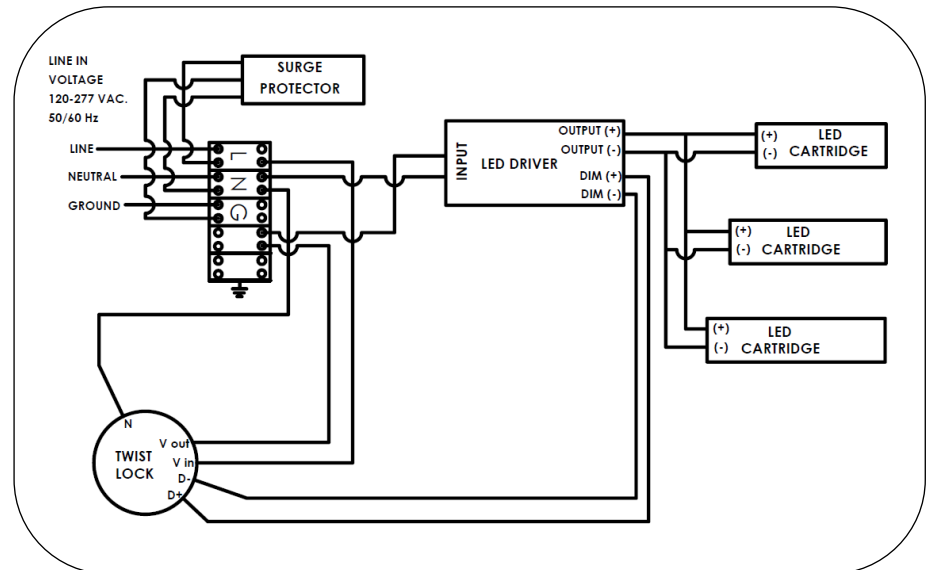 LINE IN
VOLTAGE
120-277 VAC.
50/60 Hz
SURGE
PROTECTOR
LINE
NEUTRAL
GROUND
L
N
G
INPUT
LED DRIVER
OUTPUT (+)
OUTPUT (-)
DIM (+)
DIM (-)
(+) LED
(-) CARTRIDGE
(+) LED
(-) CARTRIDGE
(+) LED
(-) CARTRIDGE
N
V out
V in
D-
D+
TWIST
LOCK